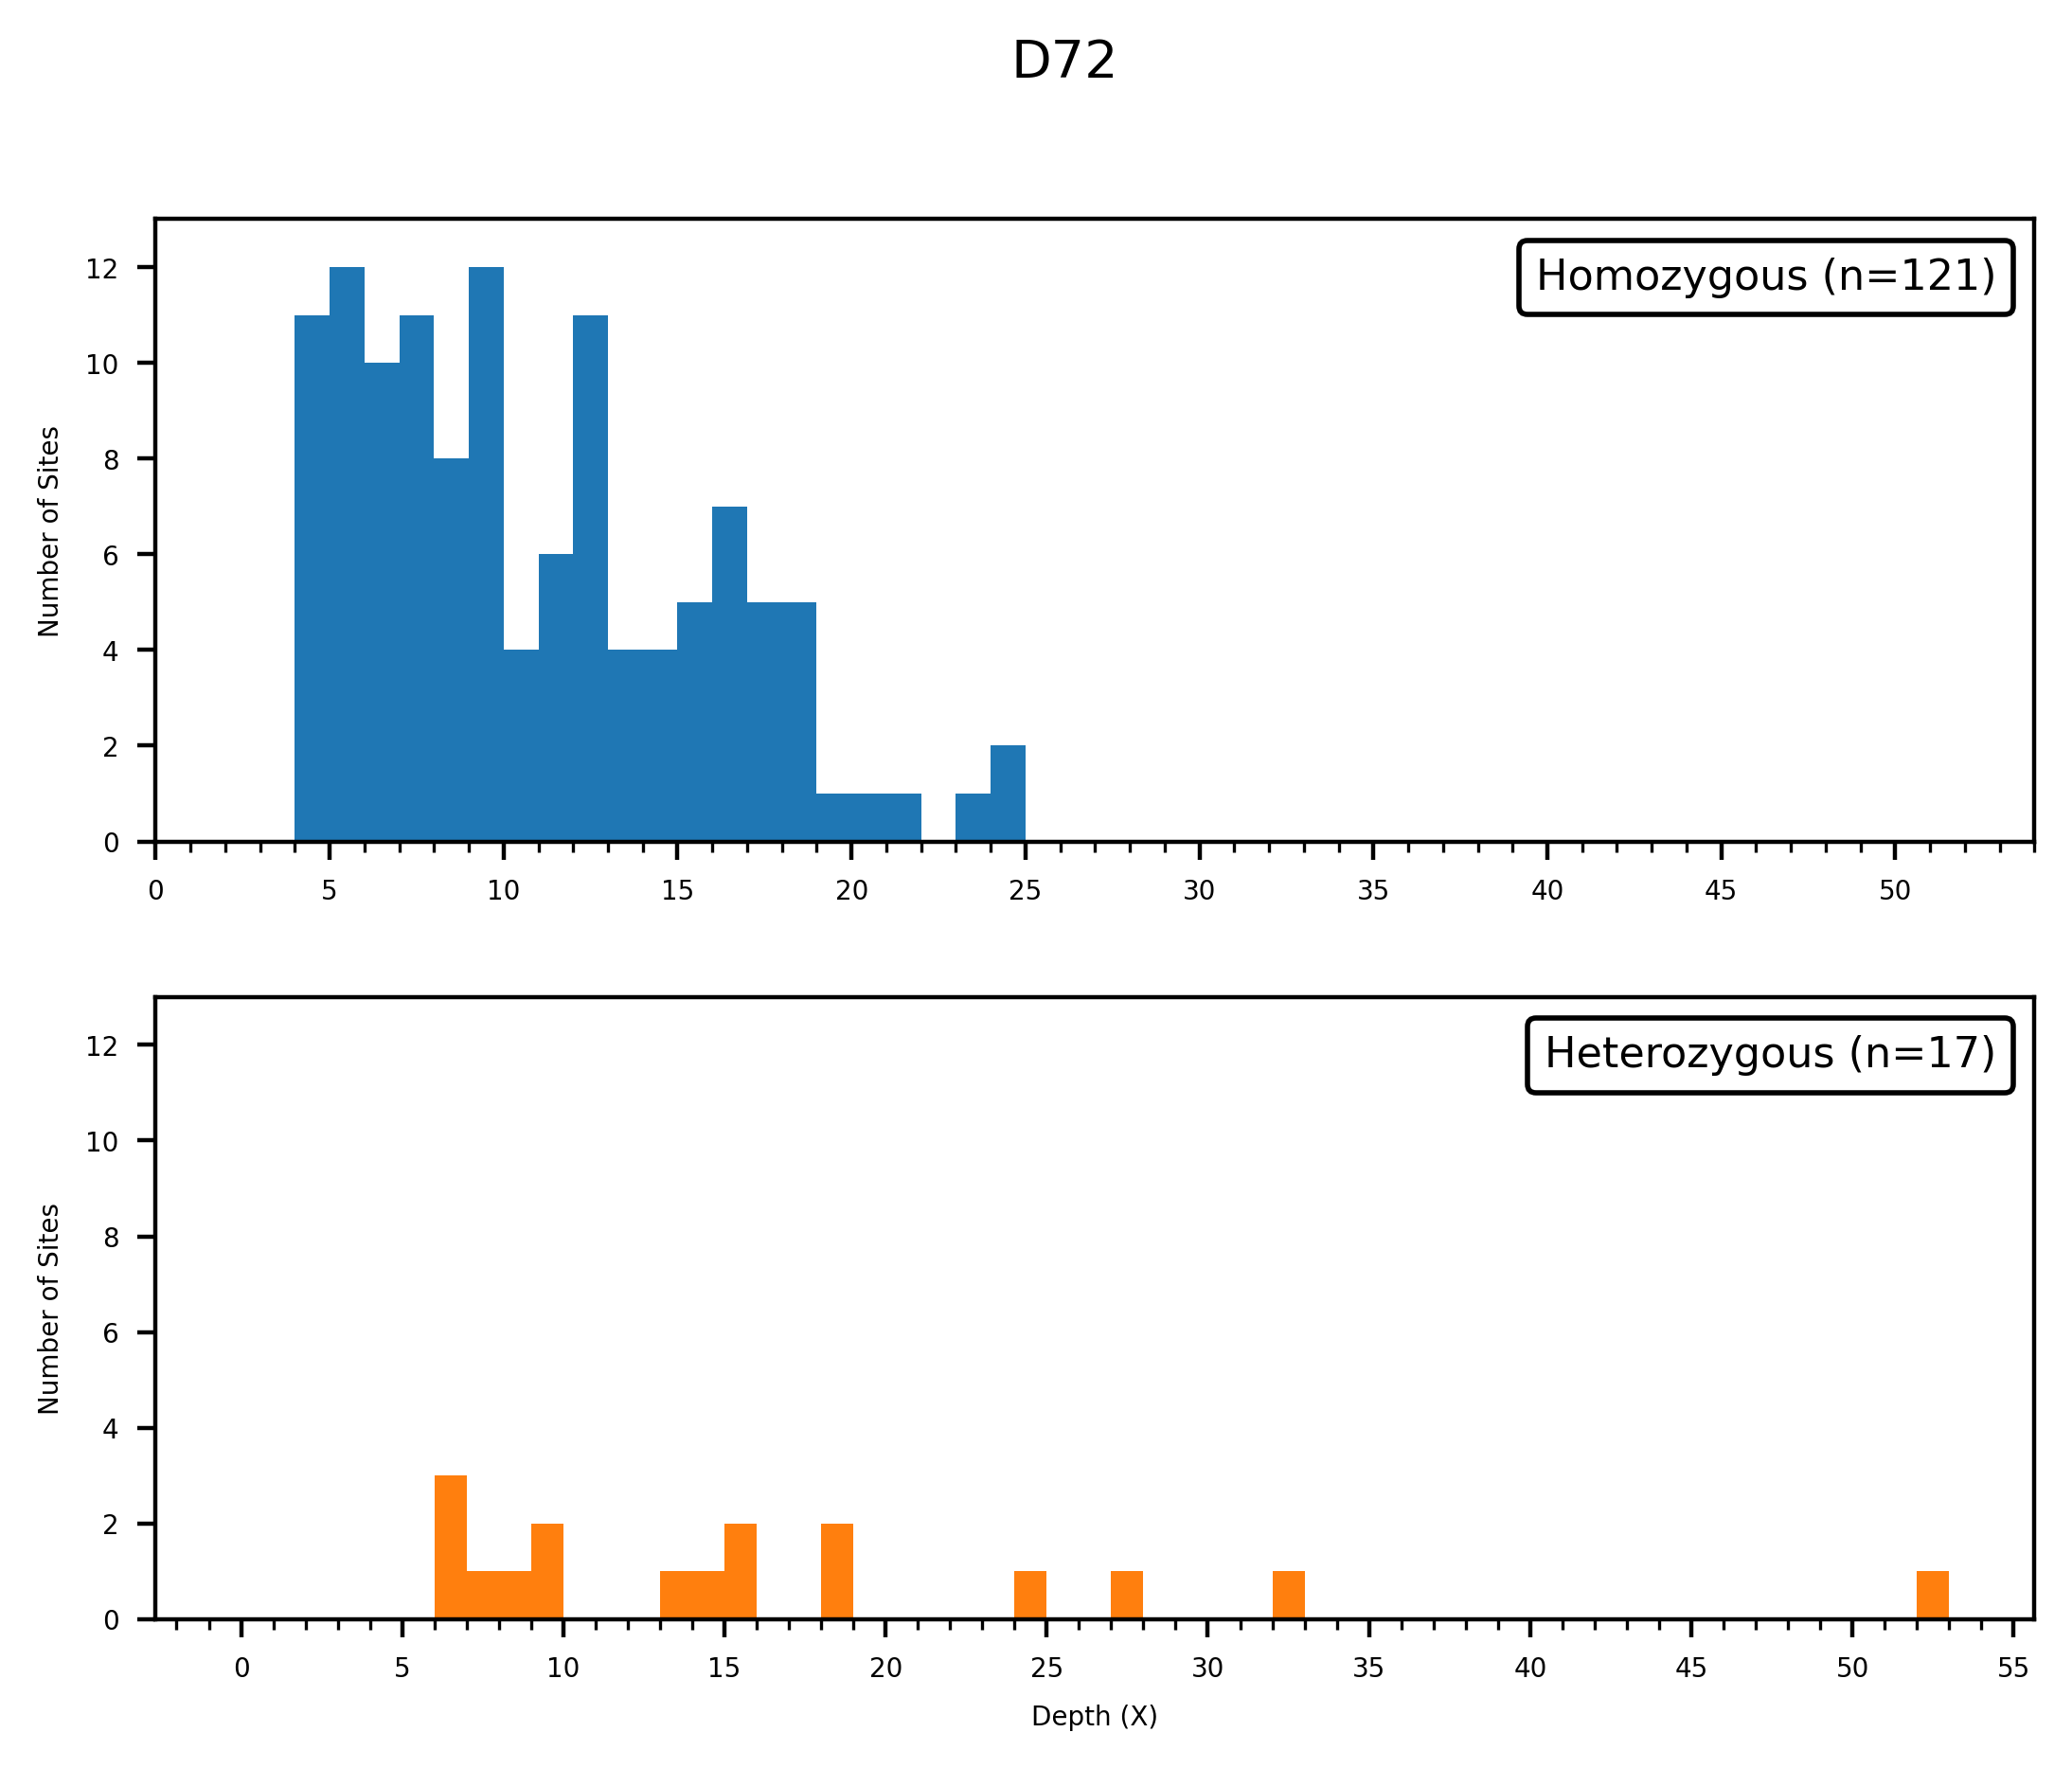 D72
Homozygous (n=121)
Number of Sites
12
10
8
6
4
2
0
0 5 10 15 20 25 30 35 40 45 50
Heterozygous (n=17)
Number of Sites
12
10
8
6
4
2
0
0 5 10 15 20 25 30 35 40 45 50 55
Depth (X)